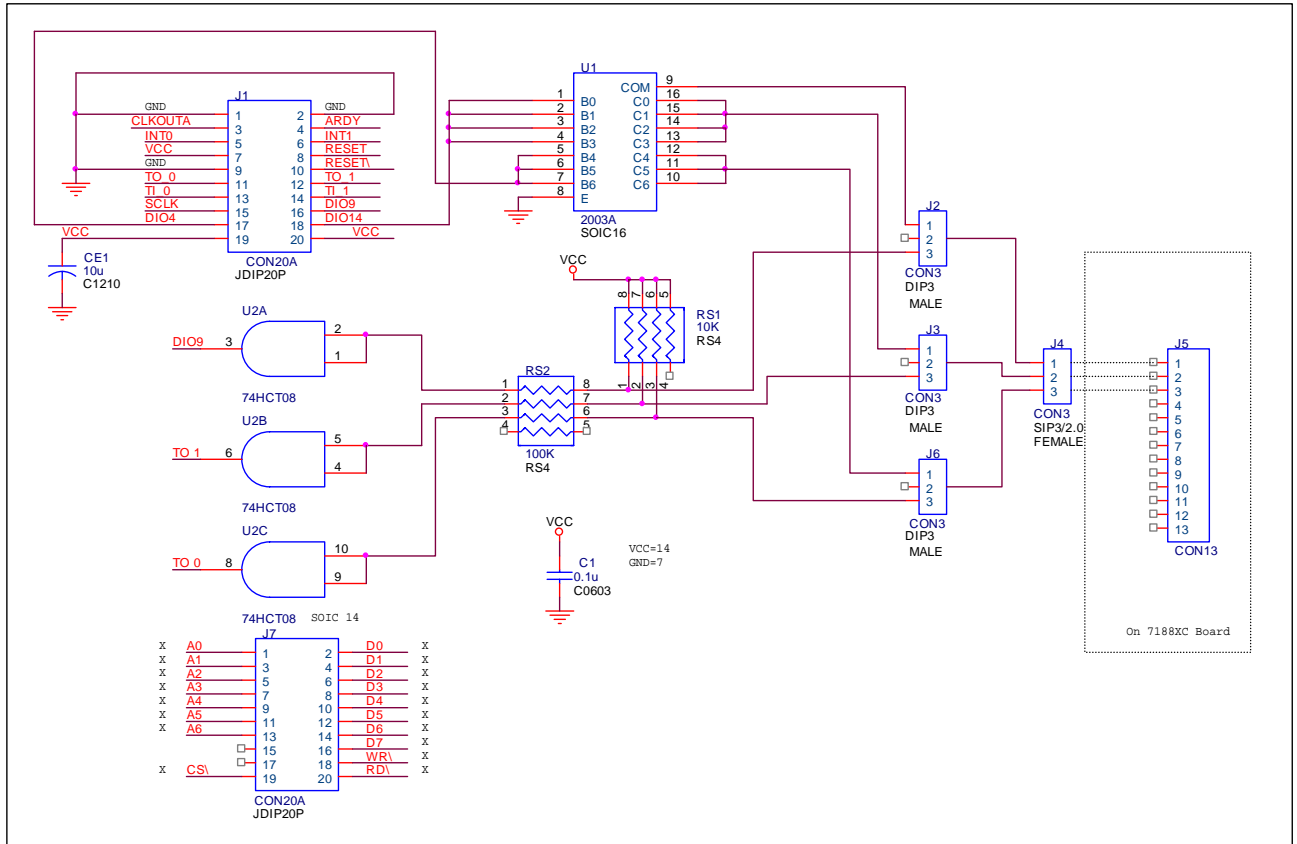 U1
J1
COM 9
1 B0 C0 16
2 B1 C1 15
3 B2 C2 14
4 B3 C3 13
5 B4 C4 12
6 B5 C5 11
7 B6 C6 10
8 E
2003A
SOIC16
GND 1 2 GND
CLKOUTA 3 4 ARDY
INT0 5 6 INT1
VCC 7 8 RESET
GND 9 10 RESET\
TO_0 11 12 TO_1
TI_0 13 14 TI_1
SCLK 15 16 DIO9
DIO4 17 18 DIO14
VCC 19 20 VCC
CON20A
JDIP20P
CE1
10u
C1210
VCC
8 7 6 5
RS1
10K
RS4
1 2 3 4
J2
1
2
3
CON3
DIP3
MALE
U2A
DIO9 3 2
1
74HCT08
RS2
1 8
2 7
3 6
4 5
100K
RS4
J3
1
2
3
CON3
DIP3
MALE
J4
1
2
3
CON3
SIP3/2.0
FEMALE
J5
1
2
3
4
5
6
7
8
9
10
11
12
13
CON13
U2B
TO 1 6 5
4
74HCT08
J6
1
2
3
CON3
DIP3
MALE
U2C
TO 0 8 10
9
74HCT08 SOIC 14
VCC
C1
0.1u
C0603
VCC=14
GND=7
On 7188XC Board
J7
X A0 1 2 D0 X
X A1 3 4 D1 X
X A2 5 6 D2 X
X A3 7 8 D3 X
X A4 9 10 D4 X
X A5 11 12 D5 X
X A6 13 14 D6 X
15 16 D7 X
17 18 WR\ X
X CS\ 19 20 RD\ X
CON20A
JDIP20P